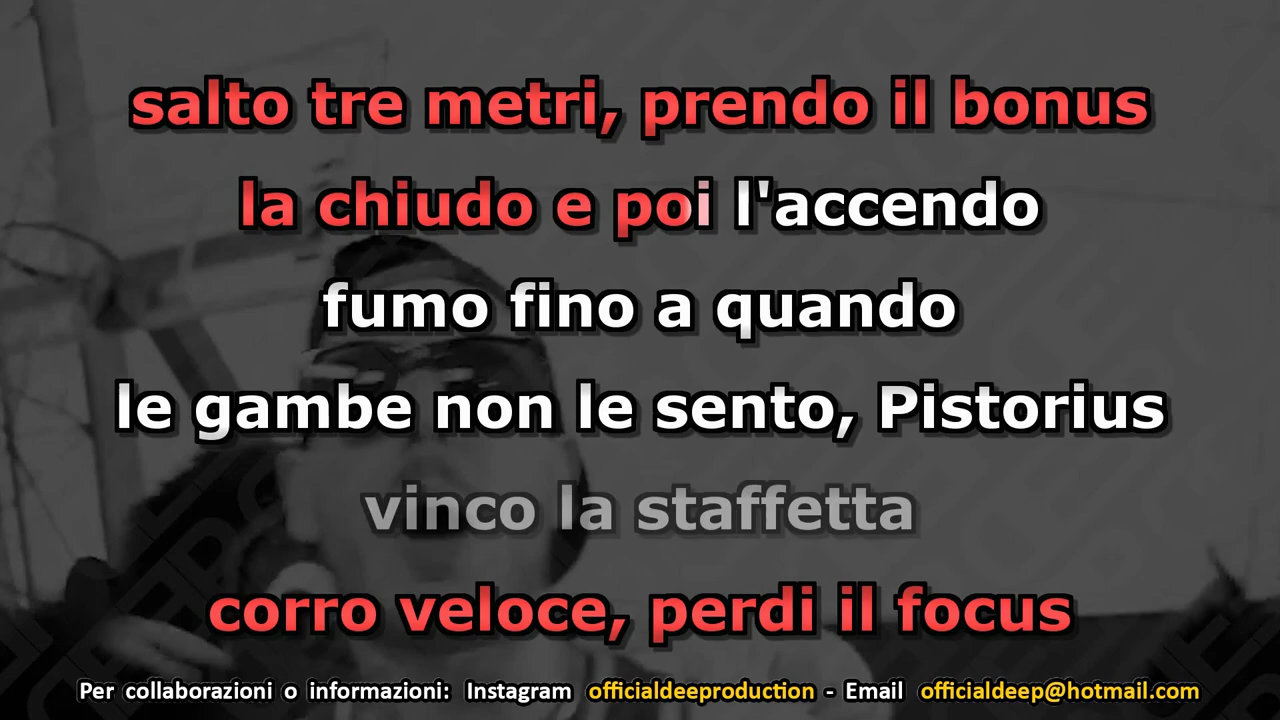 salto tre metri, prendo il bonus
la chiudo e poi l'accendo
fumo fino a quando
le gambe non le sento, Pistorius
vinco la staffetta
corro veloce, perdi il focus
Per collaborazioni o informazioni: Instagram officialdeeproduction - Email officialdeep@hotmail.com